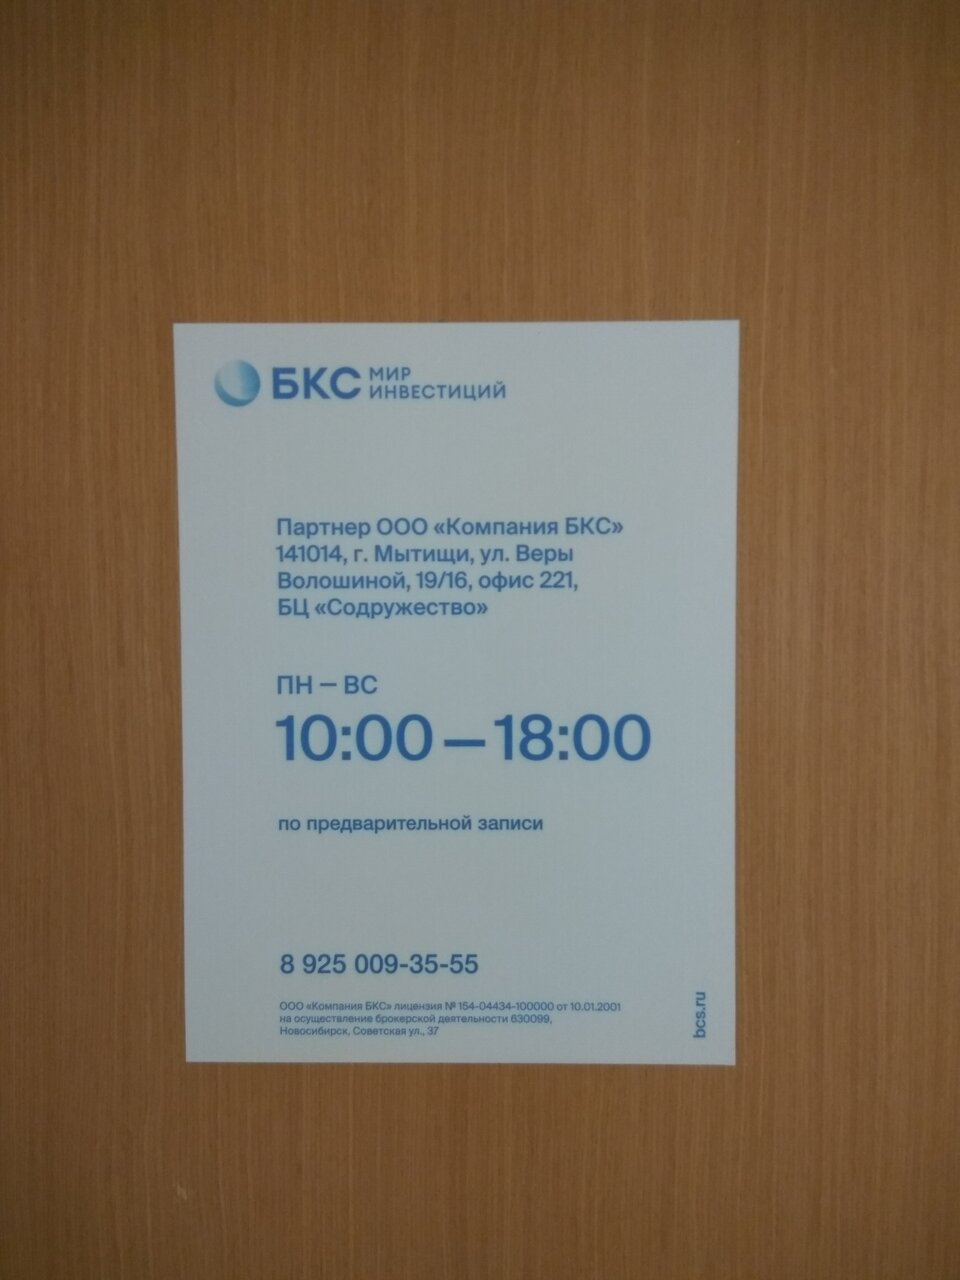 БКС МИР
ИНВЕСТИЦИЙ
Партнер ООО «Компания БКС»
141014, г. Мытищи, ул. Веры
Волошиной, 19/16, офис 221,
БЦ «Содружество»
ПН – ВС
10:00 – 18:00
по предварительной записи
8 925 009-35-55
ООО «Компания БКС» лицензия № 154-04434-100000 от 10.01.2001
на осуществление брокерской деятельности 630099,
Новосибирск, Советская ул., 37
bcs.ru